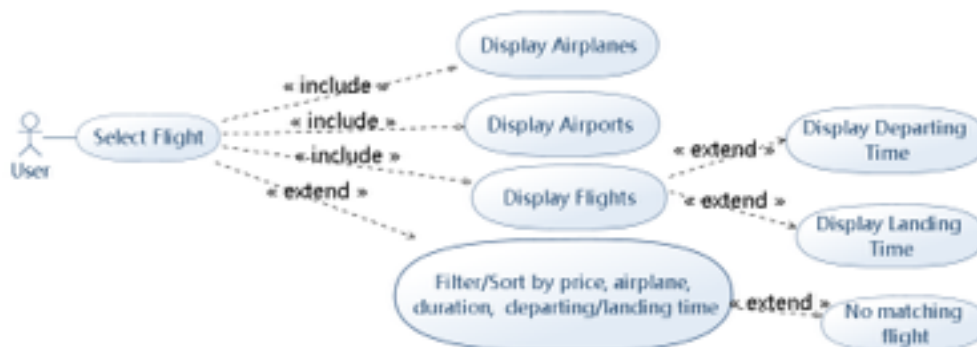 Display Airplanes
« include »
« include »
Select Flight
Display Airports
Display Departing
Time
« include »
« extend »
User
« extend »
Display Flights
« extend »
Display Landing
Time
Filter/Sort by price, airplane,
duration, departing/landing time
« extend »
No matching
flight